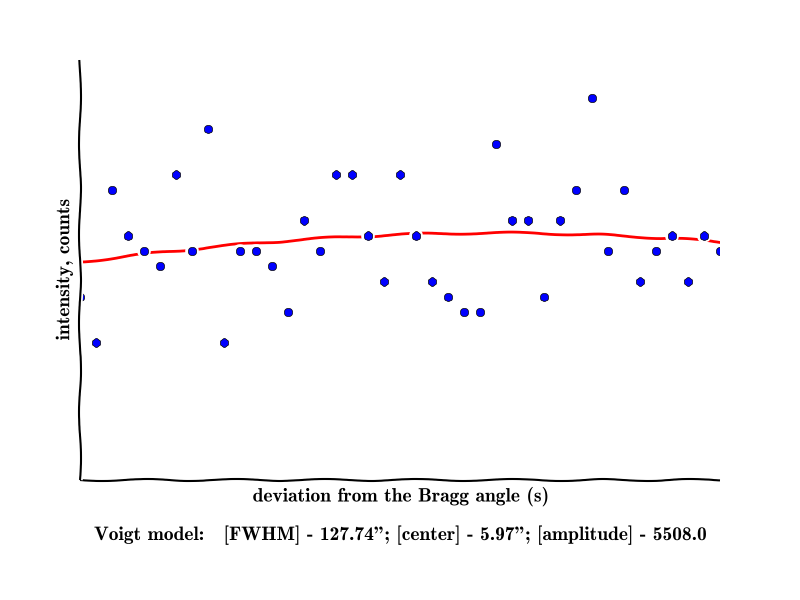 intensity, counts
deviation from the Bragg angle (s)
Voigt model: [FWHM] - 127.74”; [center] - 5.97”; [amplitude] - 5508.0